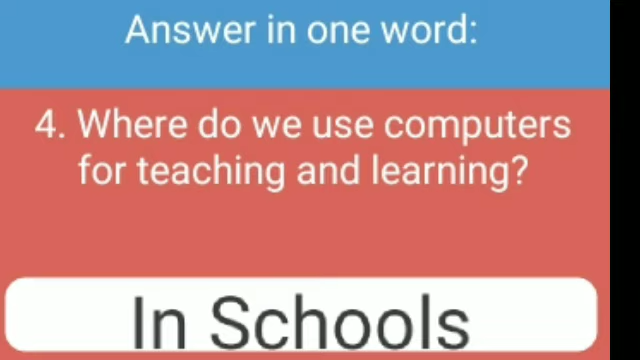 Answer in one word:
4. Where do we use computers
for teaching and learning?
In Schools